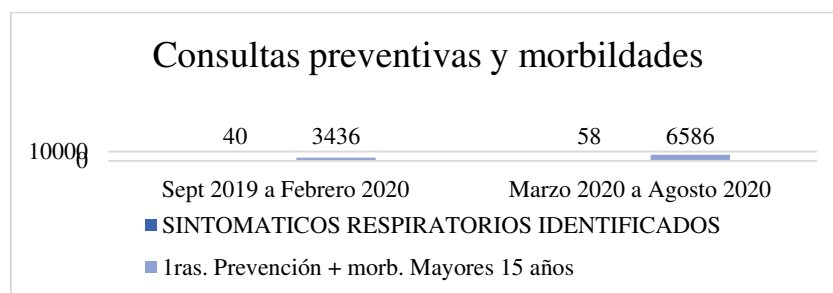 Consultas preventivas y morbildades
40 3436 58 6586
10000
0
Sept 2019 a Febrero 2020 Marzo 2020 a Agosto 2020
SINTOMATICOS RESPIRATORIOS IDENTIFICADOS
1ras. Prevención + morb. Mayores 15 años